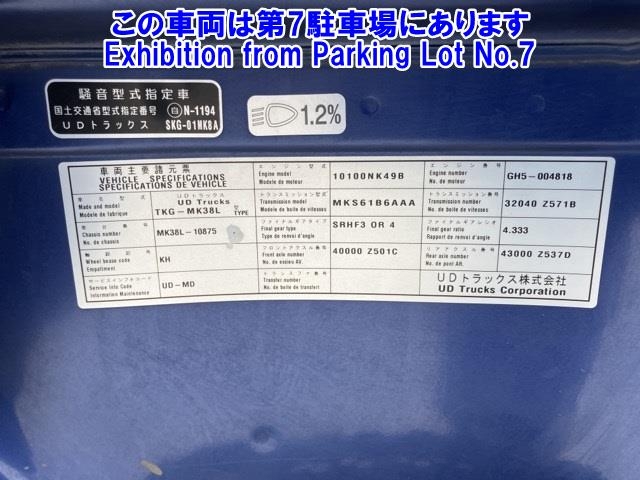 この車両は第7駐車場にあります
Exhibition from Parking Lot No.7
騒音型式指定車
国土交通省型式指定番号 自 N-1194
UDトラックス SKG-01MK8A
1.2%
車両主要諸元票
VEHICLE SPECIFICATIONS
SPECIFICATIONS DE VEHICLE
車名型式
Made and model
Modele de fabrique
UDトラックス
UD Trucks
TKG-MK38L 型 TYPE
車台番号
Chassis number
No. de chassis
MK38L-10875
軸距記号
Wheel base code
Empattement
KH
サービスインフォコード
Service Info Code
Information Maintenance
UD-MD
エンジン型式
Engine model
Modele de moteur
10100NK49B
トランスミッション型式
Transmission model
No. de boite de vitesses
MKS61B6AAA
ファイナルギアタイプ
Final gear type
Type de renvoi d'angle
SRHF3 OR 4
フロントアクスル番号
Front axle number
No. de essieu AV.
40000 Z501C
トランスファ番号
Transfer number
No. de boite de transfert
エンジン番号
Engine number
No. de moteur
GH5-004818
トランスミッション番号
Transmission number
No. de boite de vitesses
32040 Z571B
ファイナルギアレシオ
Final gear ratio
Rapport de renvoi d'angle
4.333
リアアクスル番号
Rear axle number
No. de pont AR.
43000 Z537D
UDトラックス株式会社
UD Trucks Corporation